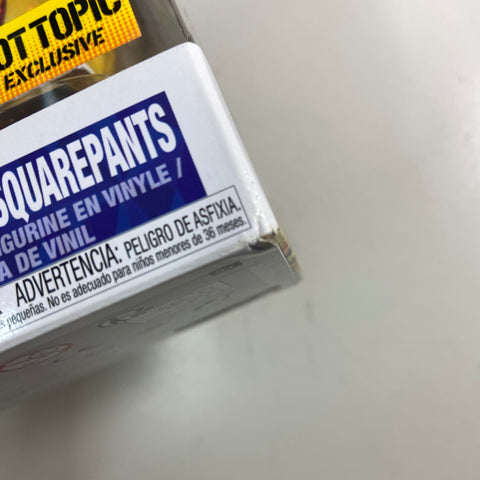 OT TOPIC
EXCLUSIVE
SQUAREPANTS
IGURINE EN VINYLE /
A DE VINIL
ADVERTENCIA: PELIGRO DE ASFIXIA.
s pequeñas. No es adecuado para niños menores de 36 meses.